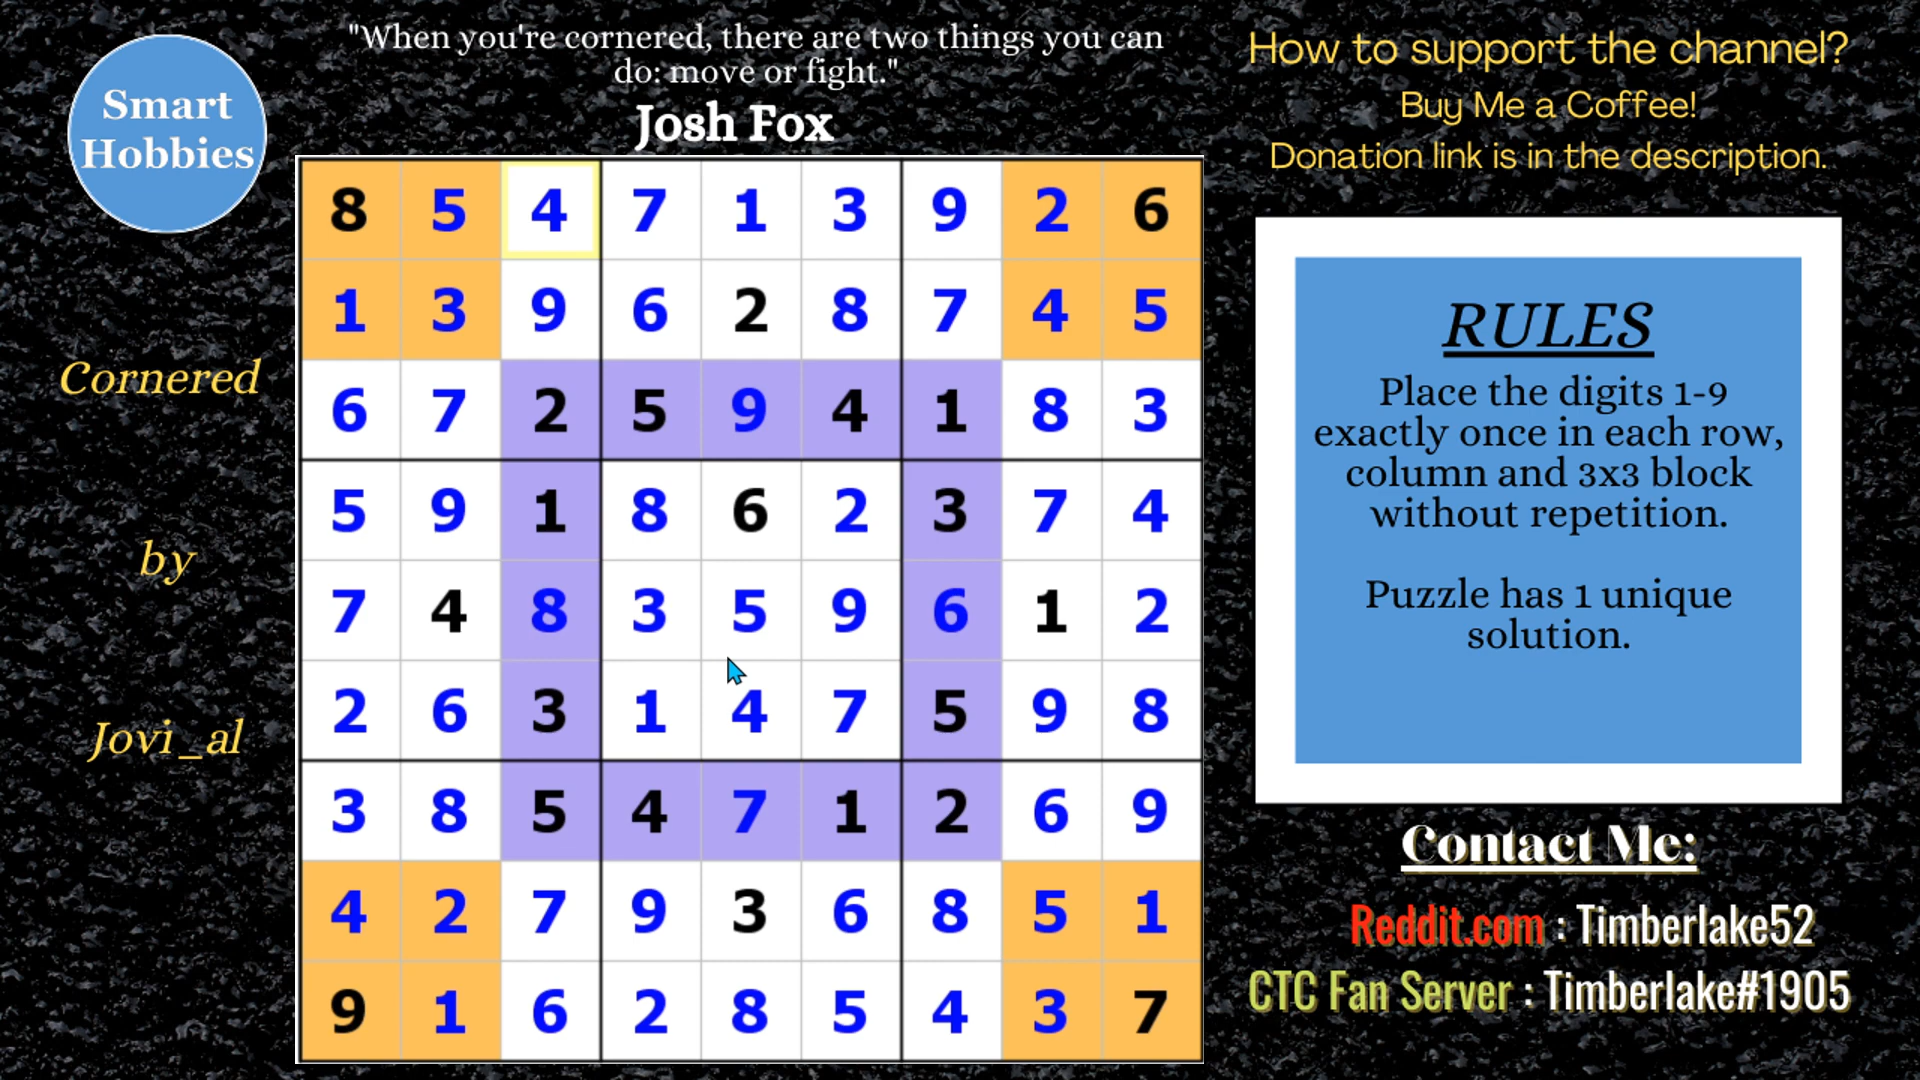 Smart
Hobbies
"When you're cornered, there are two things you can
do: move or fight."
Josh Fox
How to support the channel?
Buy Me a Coffee!
Donation link is in the description.
Cornered
by
Jovi_al
8 5 4 7 1 3 9 2 6
1 3 9 6 2 8 7 4 5
6 7 2 5 9 4 1 8 3
5 9 1 8 6 2 3 7 4
7 4 8 3 5 9 6 1 2
2 6 3 1 4 7 5 9 8
3 8 5 4 7 1 2 6 9
4 2 7 9 3 6 8 5 1
9 1 6 2 8 5 4 3 7
RULES
Place the digits 1-9
exactly once in each row,
column and 3x3 block
without repetition.
Puzzle has 1 unique
solution.
Contact Me:
Reddit.com : Timberlake52
CTC Fan Server : Timberlake#1905